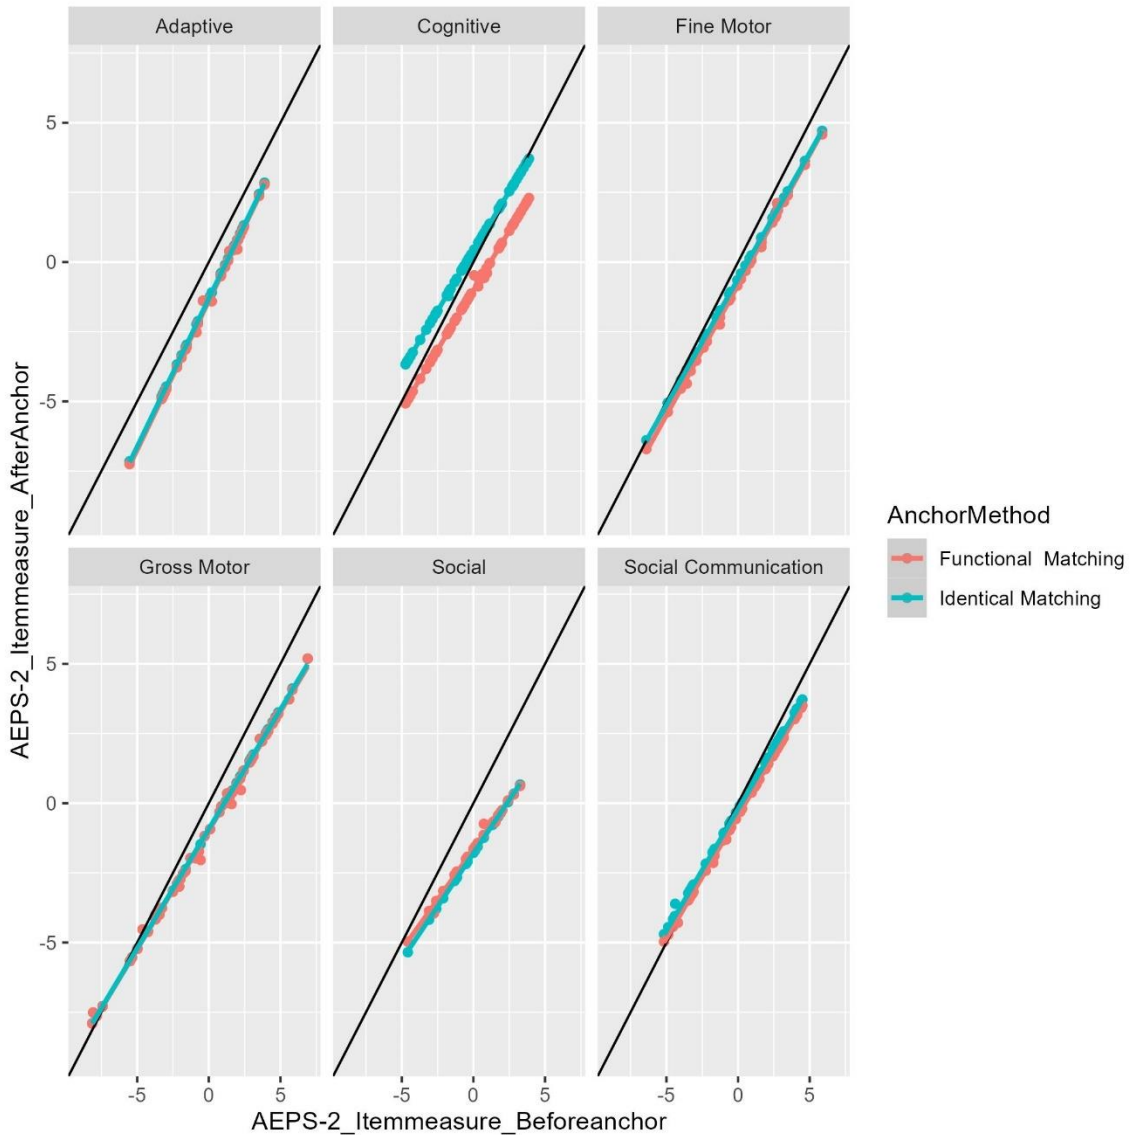 Adaptive
Cognitive
Fine Motor
5
0
-5
Gross Motor
Social
Social Communication
5
0
-5
-5 0 5
-5 0 5
-5 0 5
AEPS-2_Itemmeasure_Beforeanchor
AEPS-2_Itemmeasure_AfterAnchor
AnchorMethod
Functional Matching
Identical Matching